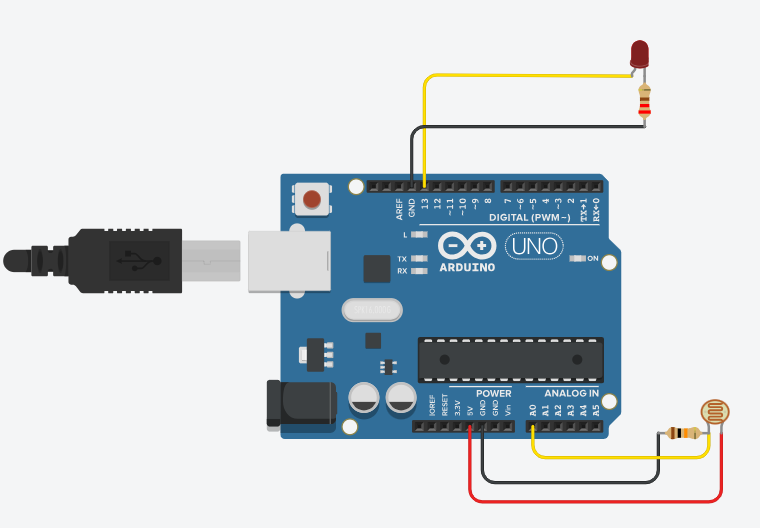 AREF
GND
13
12
~11
~10
~9
8
7
~6
~5
4
~3
2
TX→1
RX←0
DIGITAL (PWM~)
L
TX
RX
ARDUINO
UNO
ON
POWER
ANALOG IN
IOREF
RESET
3.3V
5V
GND
GND
Vin
A0
A1
A2
A3
A4
A5